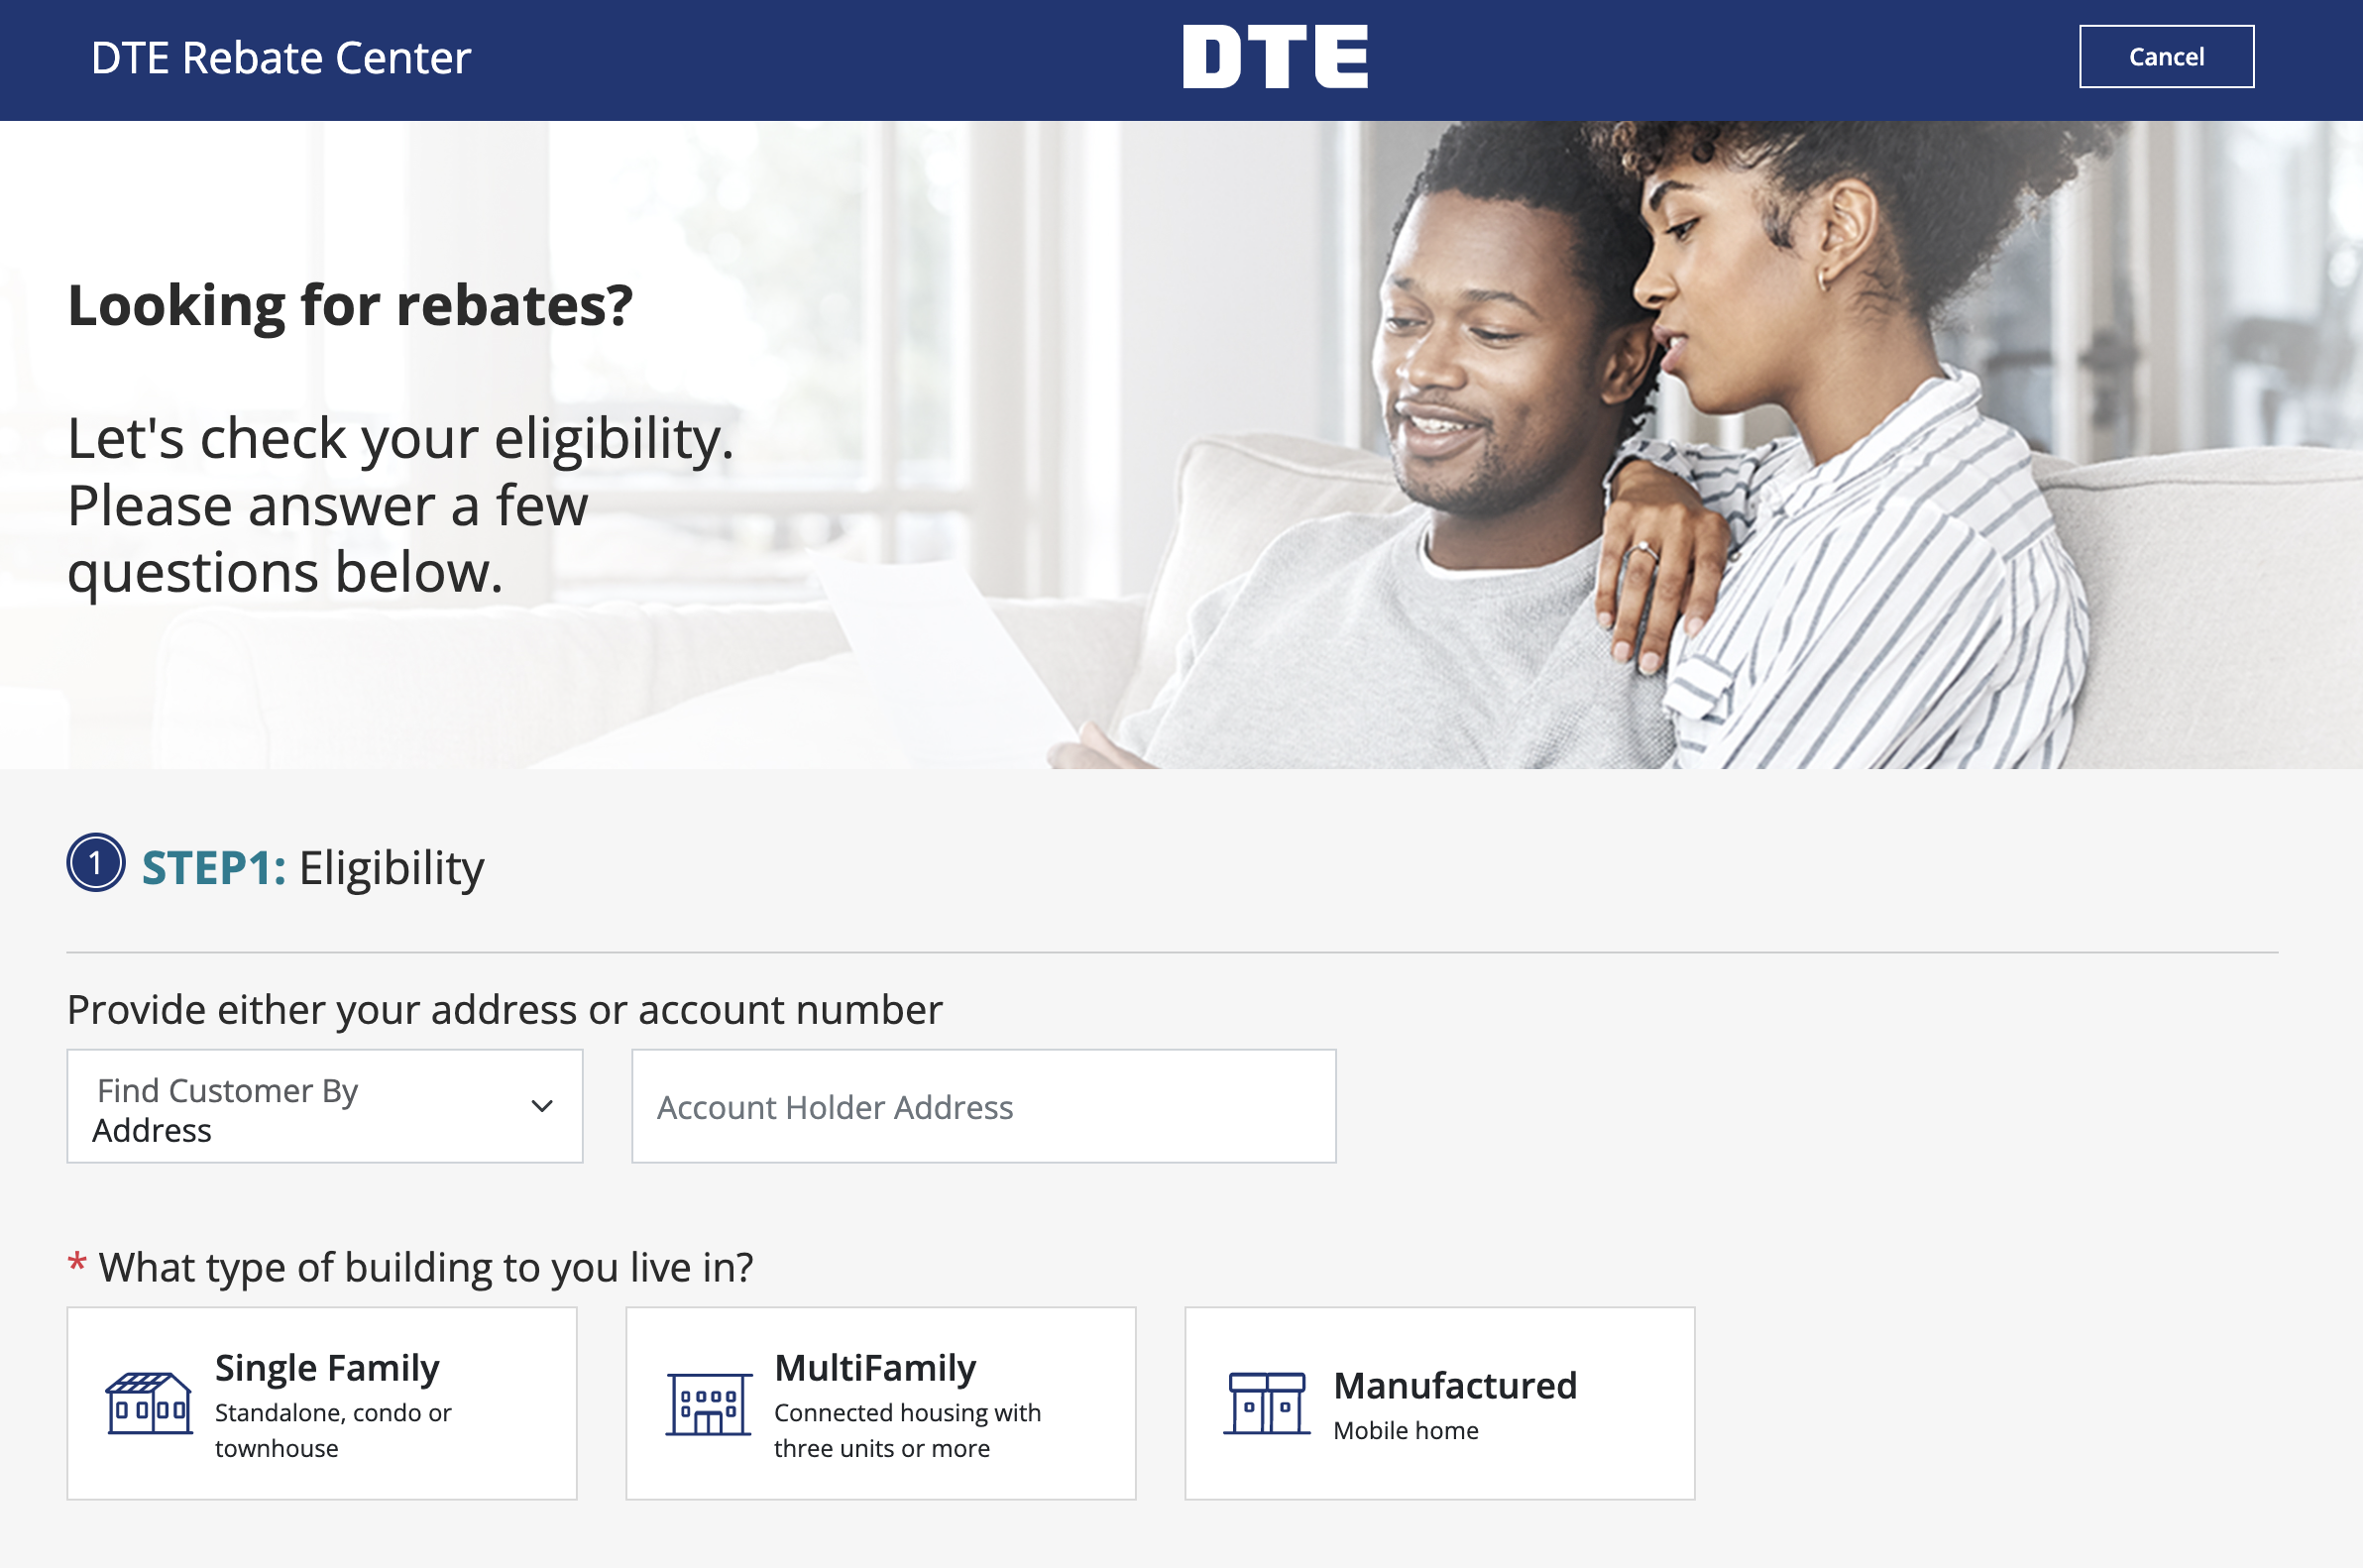 DTE Rebate Center
DTE
Cancel
Looking for rebates?
Let's check your eligibility.
Please answer a few
questions below.
1 STEP1: Eligibility
Provide either your address or account number
Find Customer By
Address
Account Holder Address
* What type of building to you live in?
Single Family
Standalone, condo or
townhouse
MultiFamily
Connected housing with
three units or more
Manufactured
Mobile home